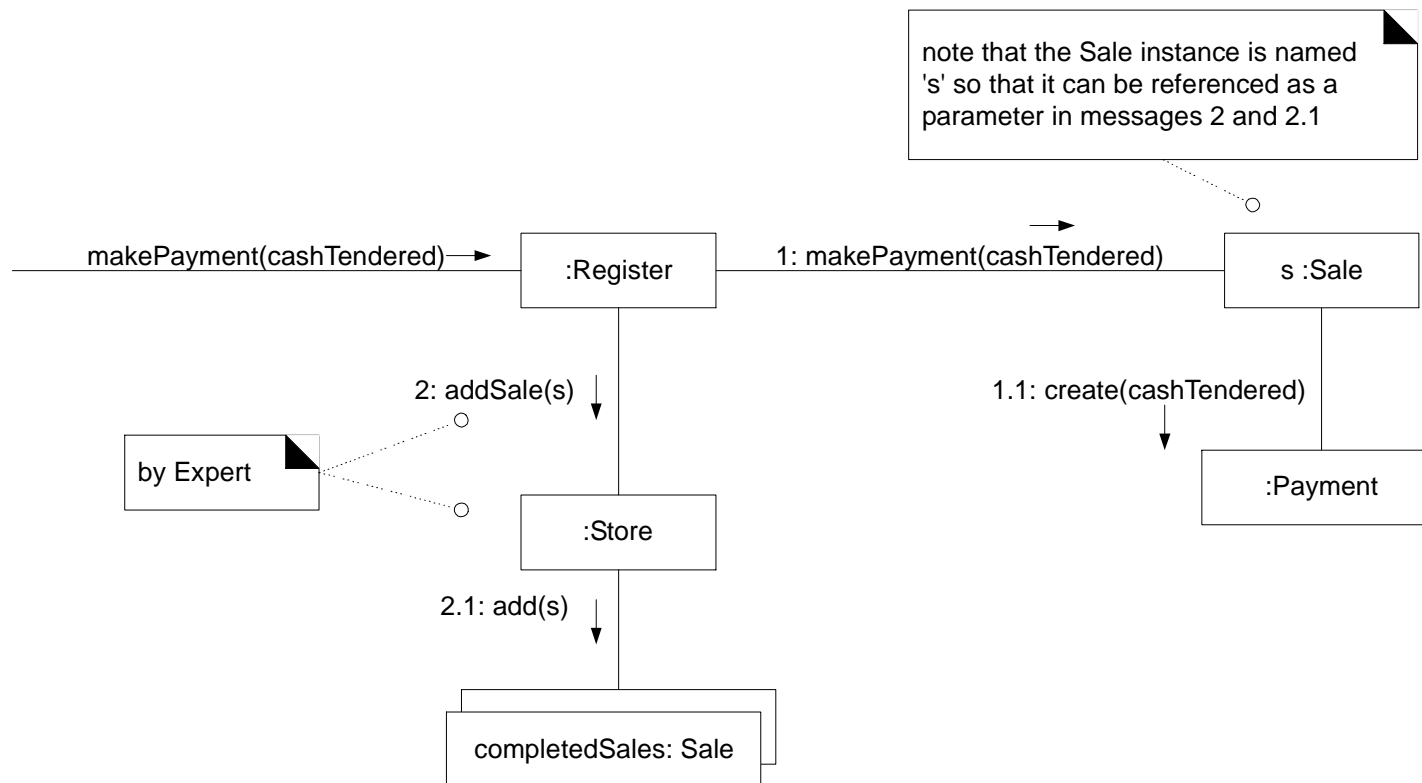 note that the Sale instance is named
's' so that it can be referenced as a
parameter in messages 2 and 2.1
makePayment(cashTendered)
:Register
1: makePayment(cashTendered)
s :Sale
2: addSale(s)
1.1: create(cashTendered)
by Expert
:Payment
:Store
2.1: add(s)
completedSales: Sale